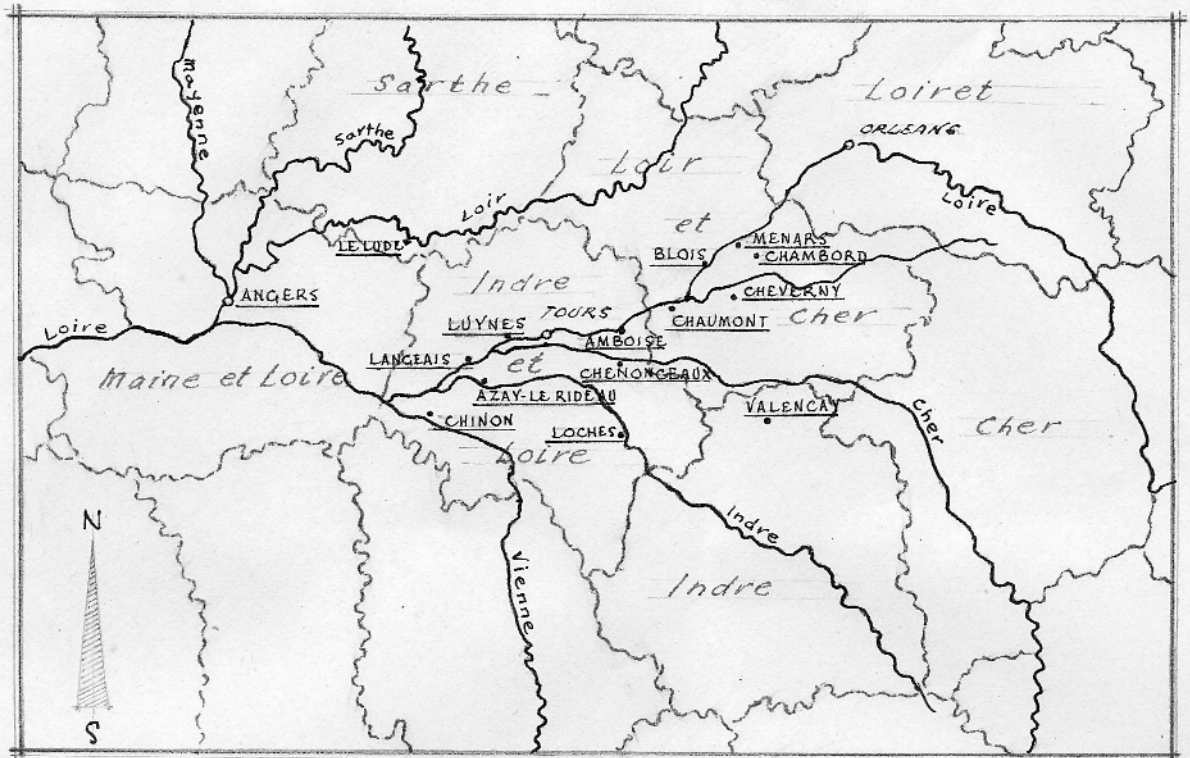 Mayenne
Sarthe
Sarthe
Loiret
ORLEANS
Loir
Loire
Loir
et
Cher
LE LUDE
BLOIS
MENARS
CHAMBORD
ANGERS
Indre
et
Loire
CHEVERNY
CHAUMONT
TOURS
LUYNES
AMBOISE
Loire
LANGEAIS
CHENONCEAUX
Maine et Loire
AZAY-LE RIDEAU
VALENCAY
CHINON
LOCHES
Cher
Cher
N
S
Indre
Vienne
Indre